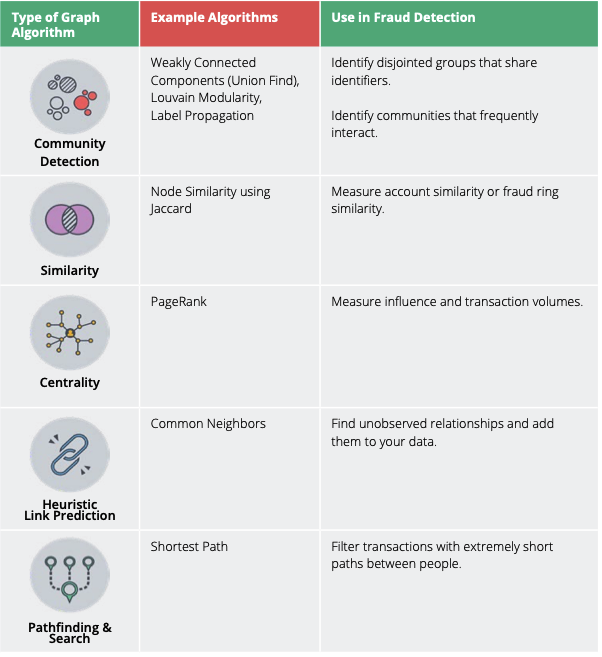 Type of Graph
Algorithm
Example Algorithms
Use in Fraud Detection
Community
Detection
Weakly Connected
Components (Union Find),
Louvain Modularity,
Label Propagation
Identify disjointed groups that share
identifiers.
Identify communities that frequently
interact.
Similarity
Node Similarity using
Jaccard
Measure account similarity or fraud ring
similarity.
Centrality
PageRank
Measure influence and transaction volumes.
Heuristic
Link Prediction
Common Neighbors
Find unobserved relationships and add
them to your data.
Pathfinding &
Search
Shortest Path
Filter transactions with extremely short
paths between people.